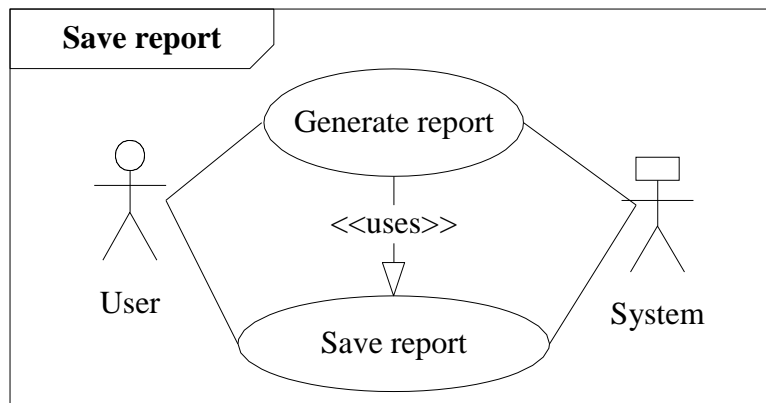 Save report
Generate report
<<uses>>
User
System
Save report